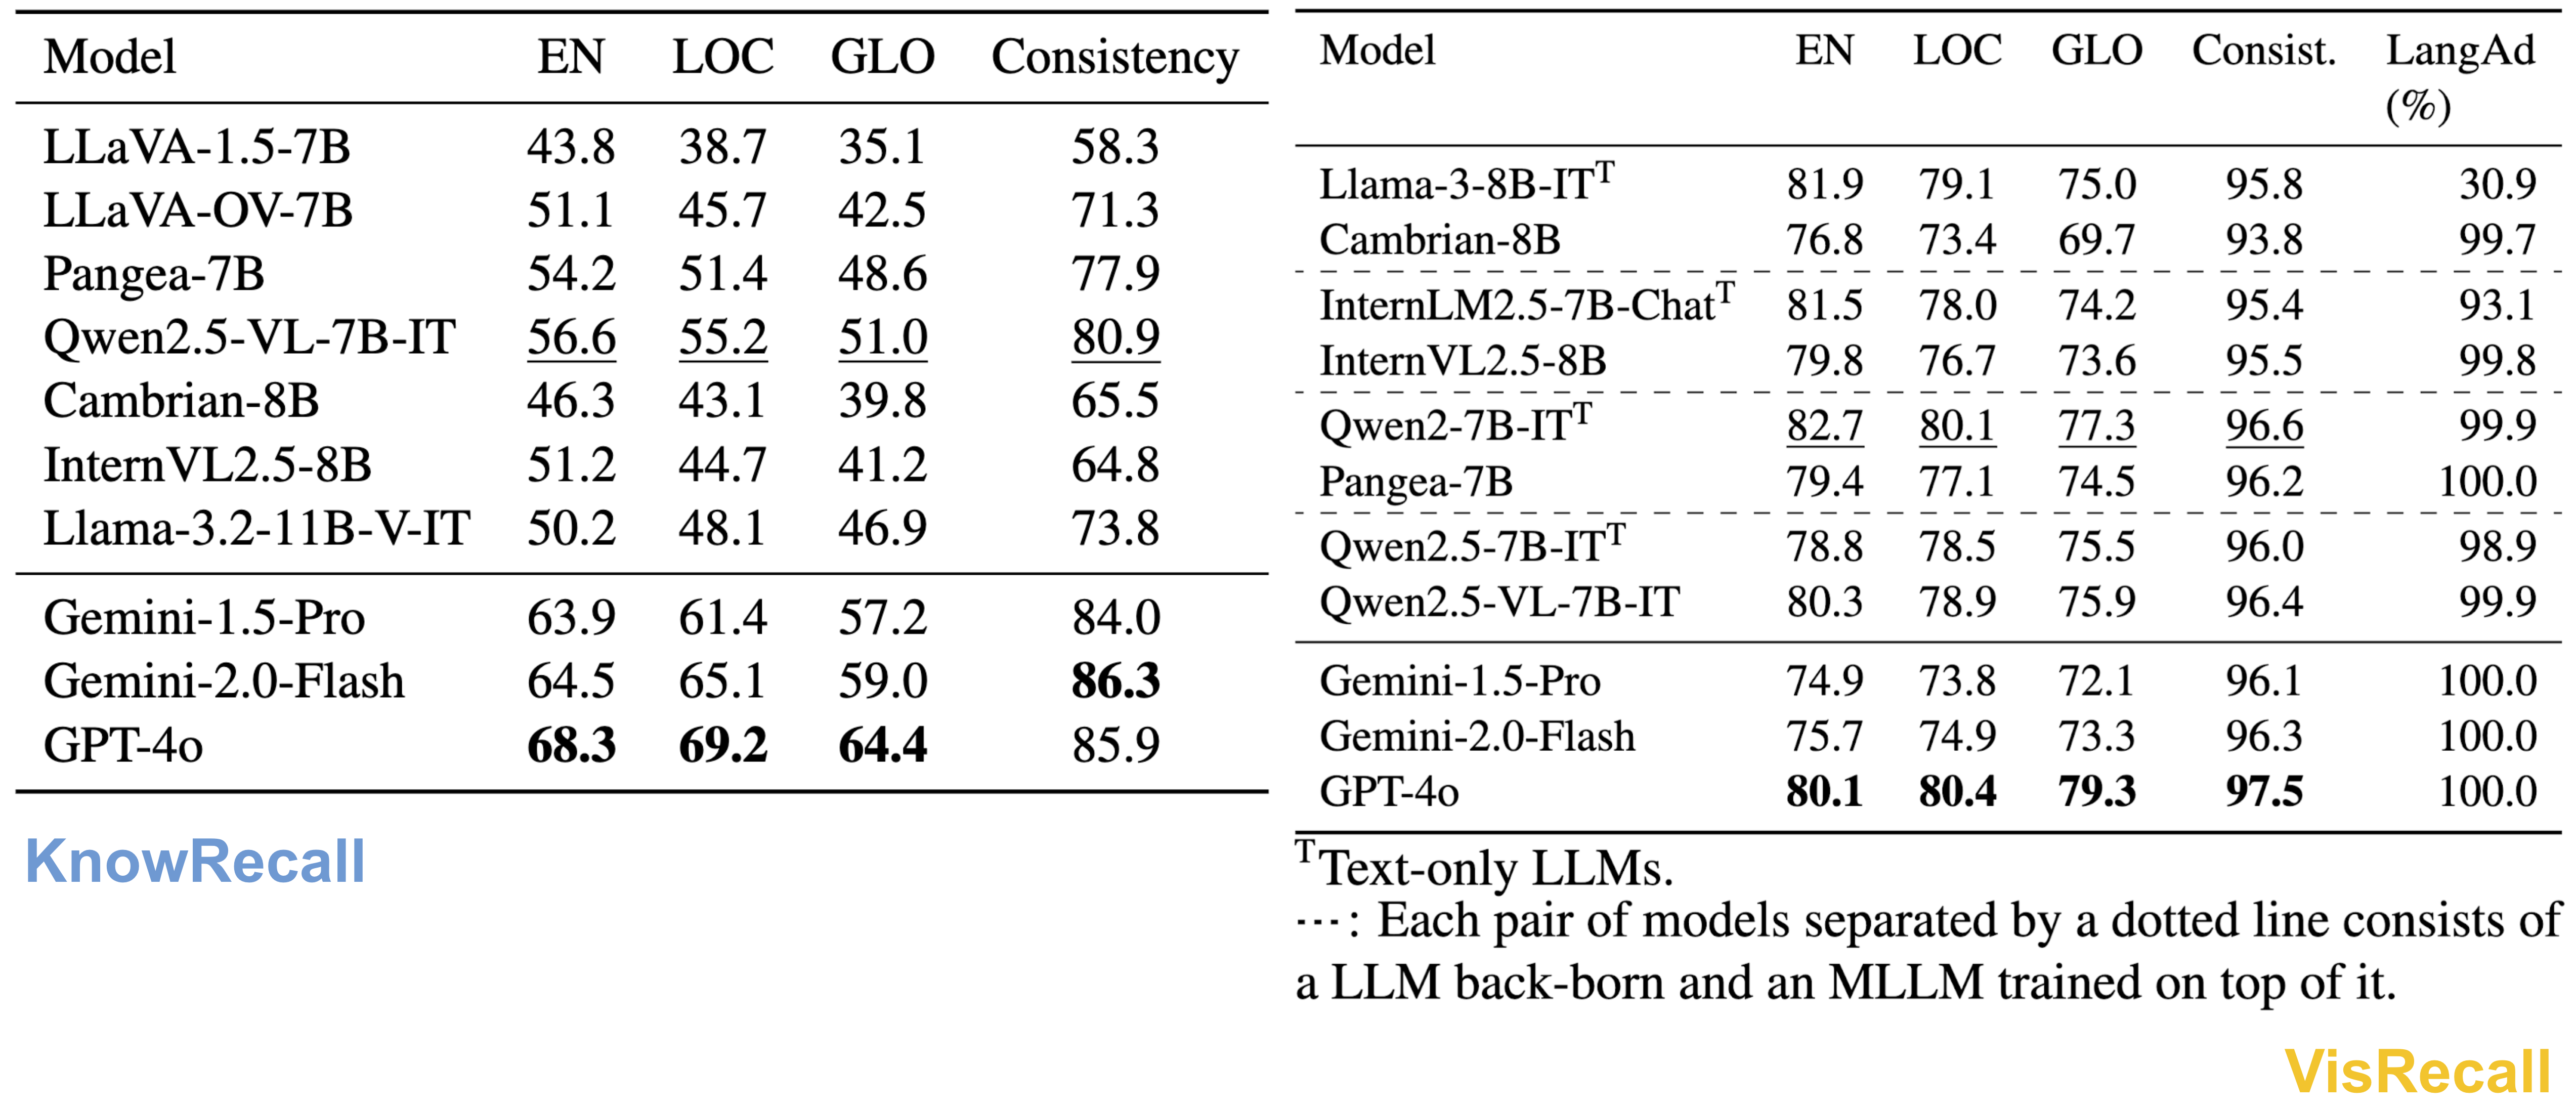 Model EN LOC GLO Consistency
LLaVA-1.5-7B 43.8 38.7 35.1 58.3
LLaVA-OV-7B 51.1 45.7 42.5 71.3
Pangea-7B 54.2 51.4 48.6 77.9
Qwen2.5-VL-7B-IT 56.6 55.2 51.0 80.9
Cambrian-8B 46.3 43.1 39.8 65.5
InternVL2.5-8B 51.2 44.7 41.2 64.8
Llama-3.2-11B-V-IT 50.2 48.1 46.9 73.8
Gemini-1.5-Pro 63.9 61.4 57.2 84.0
Gemini-2.0-Flash 64.5 65.1 59.0 86.3
GPT-4o 68.3 69.2 64.4 85.9
KnowRecall
Model EN LOC GLO Consist. LangAd
(%)
Llama-3-8B-ITᵀ 81.9 79.1 75.0 95.8 30.9
Cambrian-8B 76.8 73.4 69.7 93.8 99.7
InternLM2.5-7B-Chatᵀ 81.5 78.0 74.2 95.4 93.1
InternVL2.5-8B 79.8 76.7 73.6 95.5 99.8
Qwen2-7B-ITᵀ 82.7 80.1 77.3 96.6 99.9
Pangea-7B 79.4 77.1 74.5 96.2 100.0
Qwen2.5-7B-ITᵀ 78.8 78.5 75.5 96.0 98.9
Qwen2.5-VL-7B-IT 80.3 78.9 75.9 96.4 99.9
Gemini-1.5-Pro 74.9 73.8 72.1 96.1 100.0
Gemini-2.0-Flash 75.7 74.9 73.3 96.3 100.0
GPT-4o 80.1 80.4 79.3 97.5 100.0
ᵀText-only LLMs.
---: Each pair of models separated by a dotted line consists of
a LLM back-born and an MLLM trained on top of it.
VisRecall